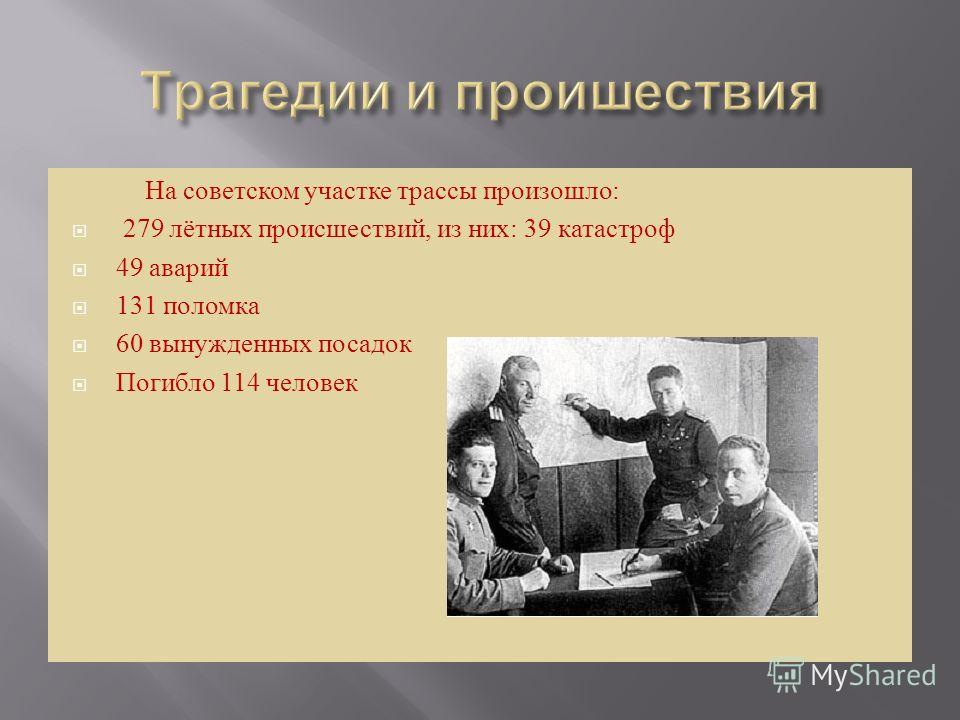 Трагедии и проишествия
На советском участке трассы произошло:
279 лётных происшествий, из них: 39 катастроф
49 аварий
131 поломка
60 вынужденных посадок
Погибло 114 человек
MyShared